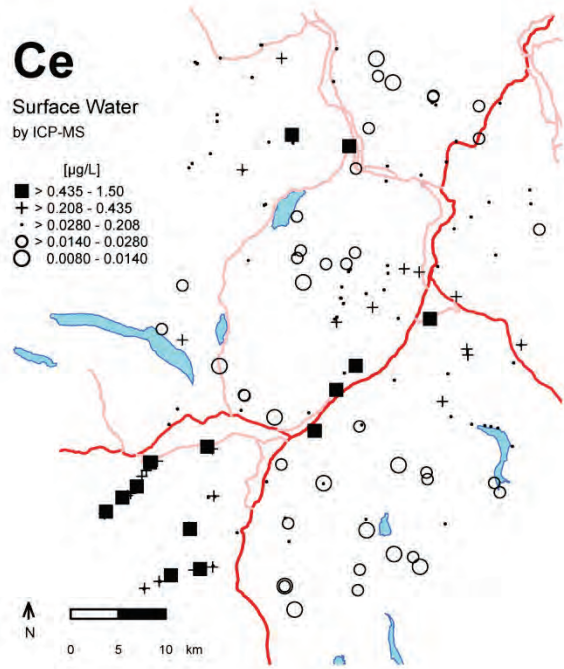 Ce
Surface Water
by ICP-MS
[µg/L]
> 0.435 - 1.50
> 0.208 - 0.435
> 0.0280 - 0.208
> 0.0140 - 0.0280
0.0080 - 0.0140
N
0 5 10 km